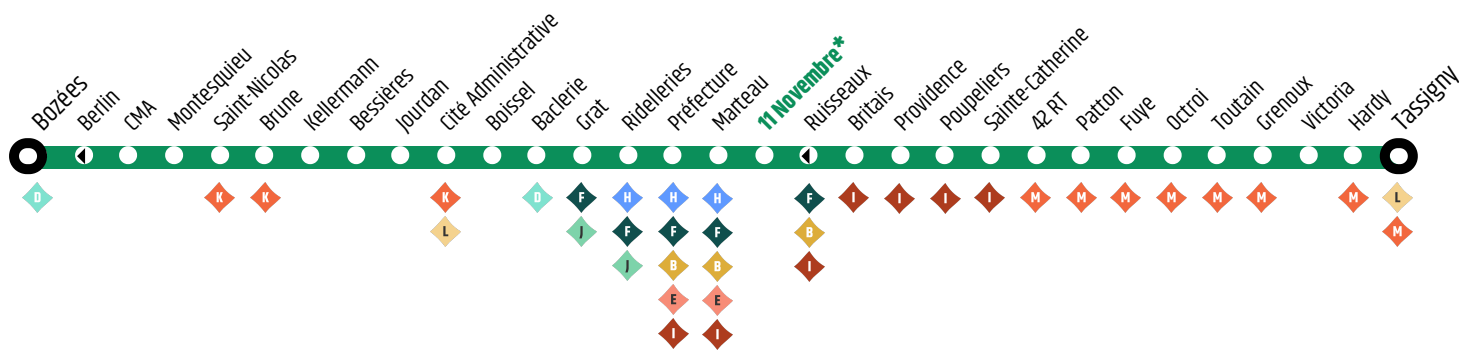 Bozées
Berlin
CMA
Montesquieu
Saint-Nicolas
Brune
Kellermann
Bessières
Jourdan
Cité Administrative
Boissel
Baclerie
Grat
Ridelleries
Préfecture
Marteau
11 Novembre*
Ruisseaux
Britais
Providence
Poupeliers
Sainte-Catherine
42 RT
Patton
Fuye
Octroi
Toutain
Grenoux
Victoria
Hardy
Tassigny
D K K K D F H H H F I I I I M M M M M M M L
L J F F F B M
J B B I
E E
I I